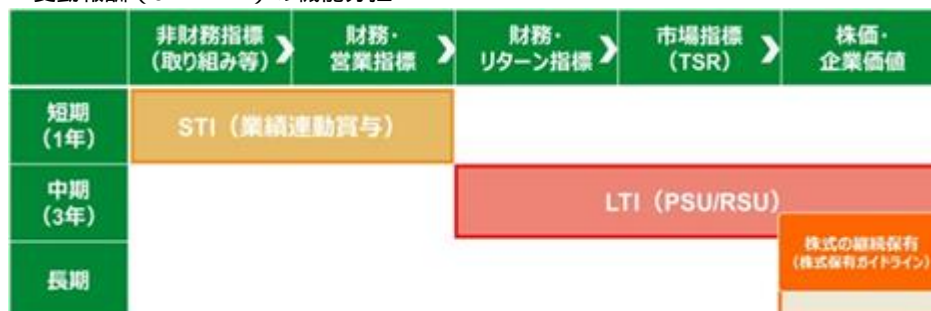 非財務指標
(取り組み等)
財務・
営業指標
財務・
リターン指標
市場指標
(TSR)
株価・
企業価値
短期
(1年)
STI(業績連動賞与)
中期
(3年)
LTI(PSU/RSU)
長期
株式の継続保有
(株式保有ガイドライン)